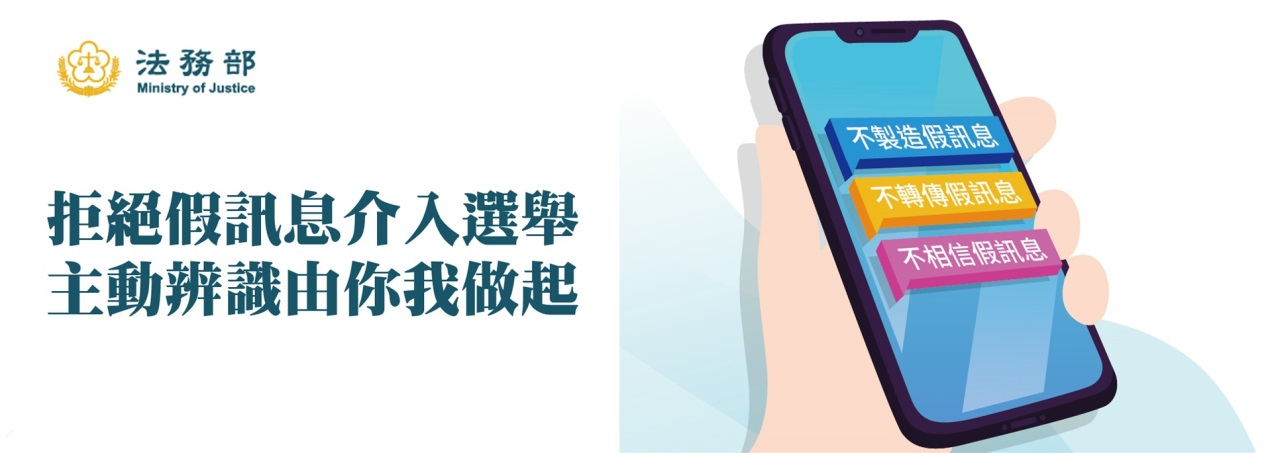 法務部
Ministry of Justice
拒絕假訊息介入選舉
主動辨識由你我做起
不製造假訊息
不轉傳假訊息
不相信假訊息